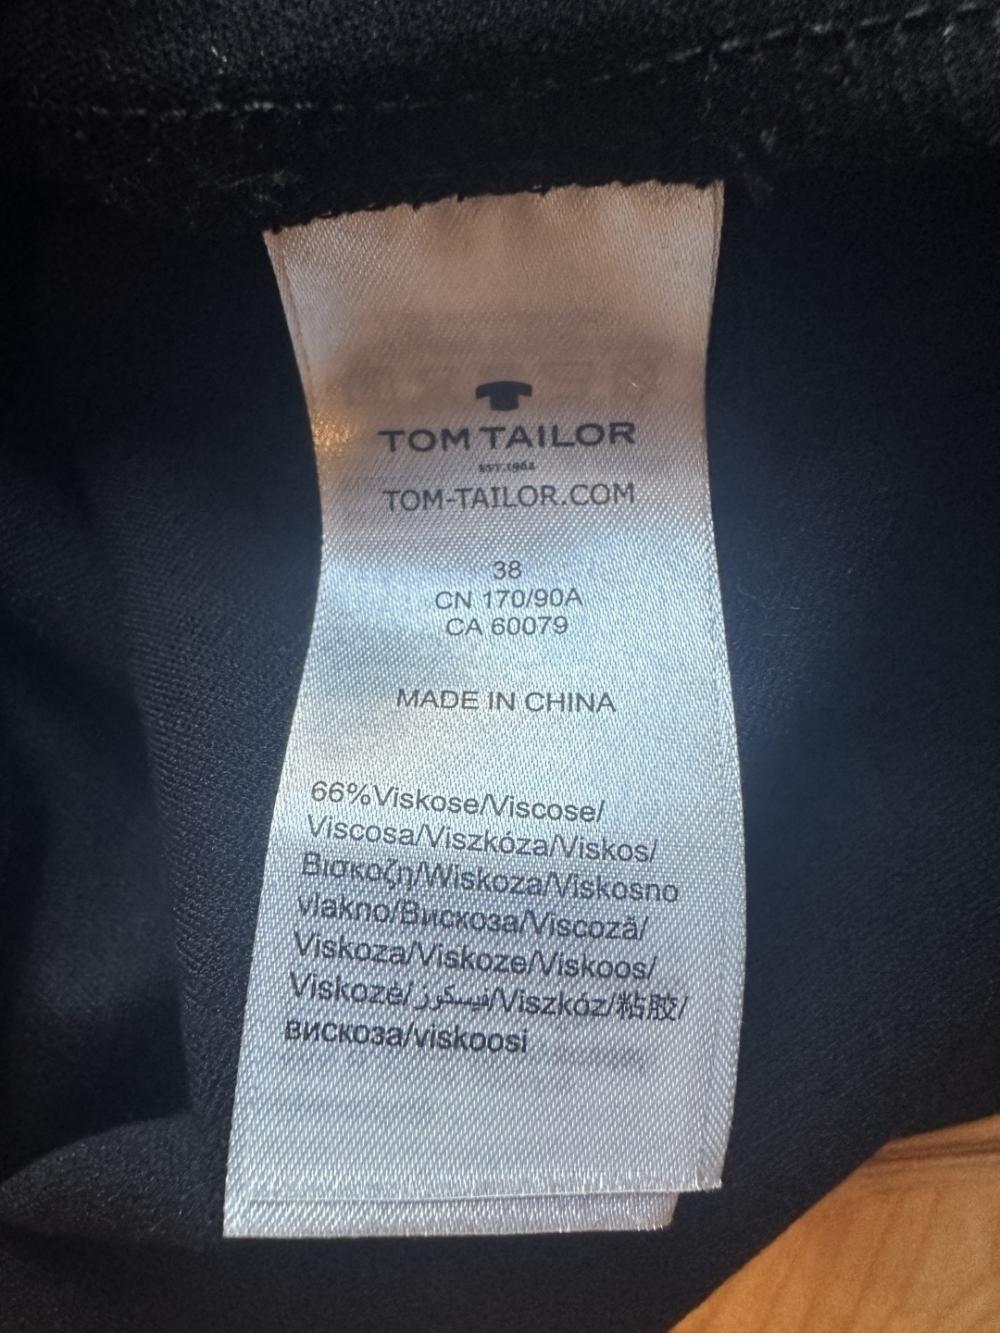 TOM TAILOR
EST.1962
TOM-TAILOR.COM
38
CN 170/90A
CA 60079
MADE IN CHINA
66%Viskose/Viscose/
Viscosa/Viszkóza/Viskos/
Βισκοζη/Wiskoza/Viskosno
vlakno/Вискоза/Viscoză/
Viskoza/Viskoze/Viskoos/
Viskozė/فيسكوز/Viszkóz/粘胶/
вискоза/viskoosi